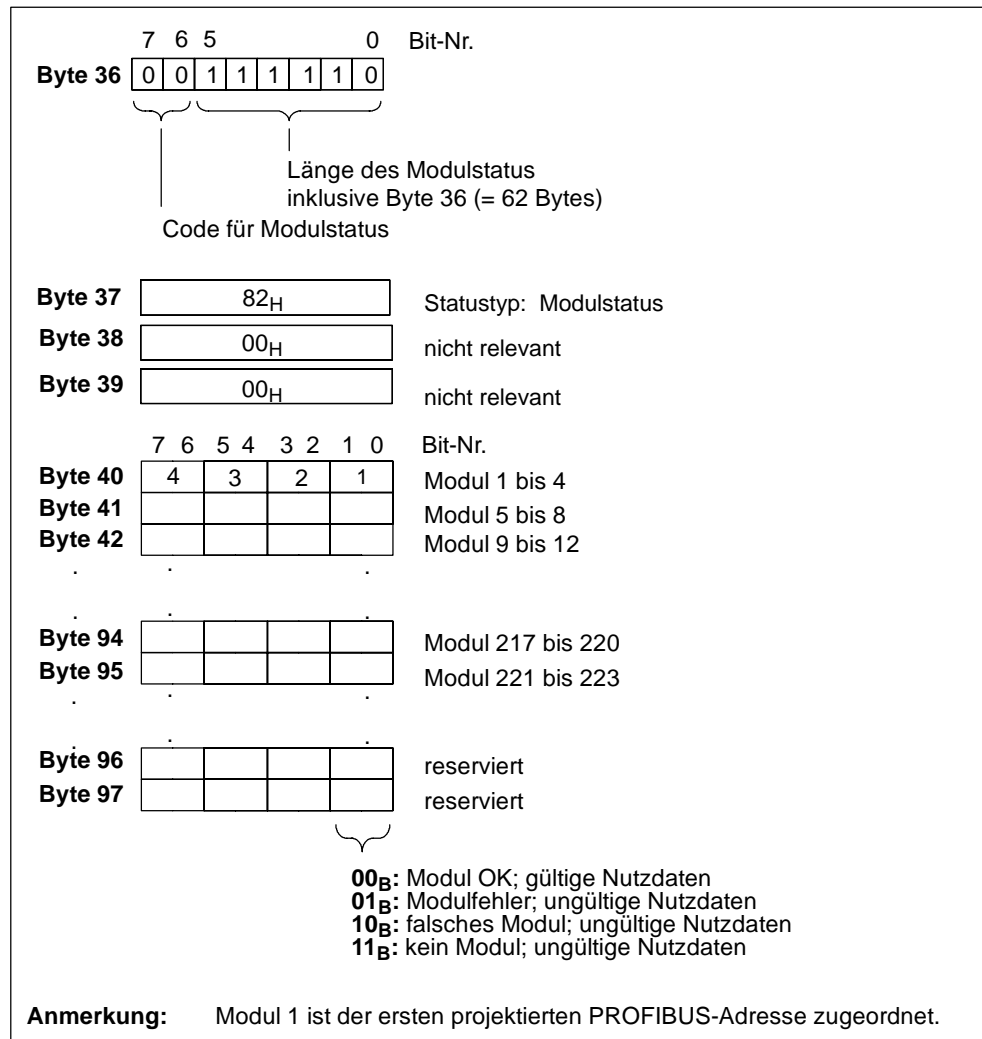 7 6 5 0 Bit-Nr.
Byte 36 0 0 1 1 1 1 1 0
Länge des Modulstatus
inklusive Byte 36 (= 62 Bytes)
Code für Modulstatus
Byte 37 82H Statustyp: Modulstatus
Byte 38 00H nicht relevant
Byte 39 00H nicht relevant
7 6 5 4 3 2 1 0 Bit-Nr.
Byte 40 4 3 2 1 Modul 1 bis 4
Byte 41 Modul 5 bis 8
Byte 42 Modul 9 bis 12
. . .
. . .
Byte 94 Modul 217 bis 220
Byte 95 Modul 221 bis 223
. . .
. . .
Byte 96 reserviert
Byte 97 reserviert
00B: Modul OK; gültige Nutzdaten
01B: Modulfehler; ungültige Nutzdaten
10B: falsches Modul; ungültige Nutzdaten
11B: kein Modul; ungültige Nutzdaten
Anmerkung: Modul 1 ist der ersten projektierten PROFIBUS-Adresse zugeordnet.